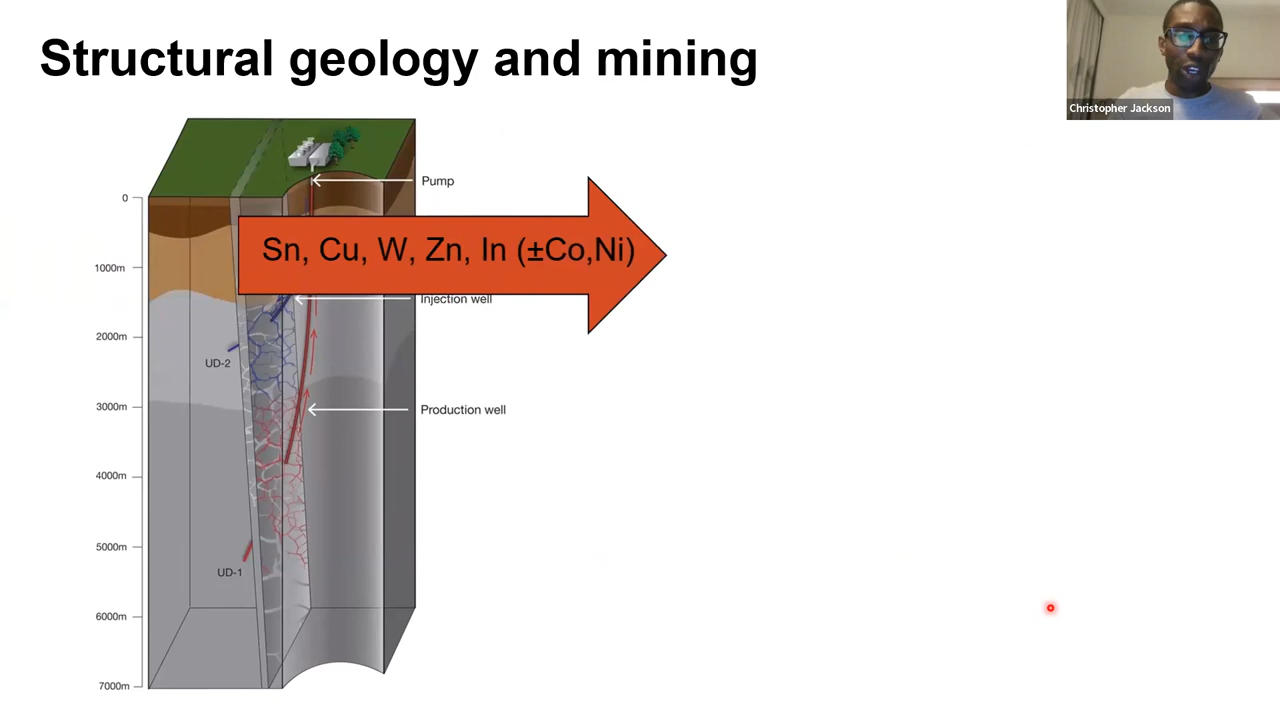 Structural geology and mining
Christopher Jackson
Pump
0
Sn, Cu, W, Zn, In (±Co,Ni)
1000m
Injection well
2000m
UD-2
3000m
Production well
4000m
5000m
UD-1
6000m
7000m